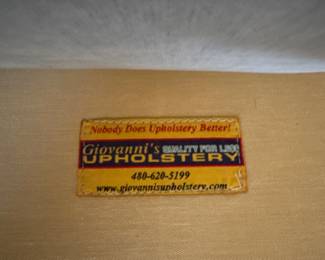 Nobody Does Upholstery Better!
Giovanni's QUALITY FOR LESS
UPHOLSTERY
480-620-5199
www.giovannisupholstery.com